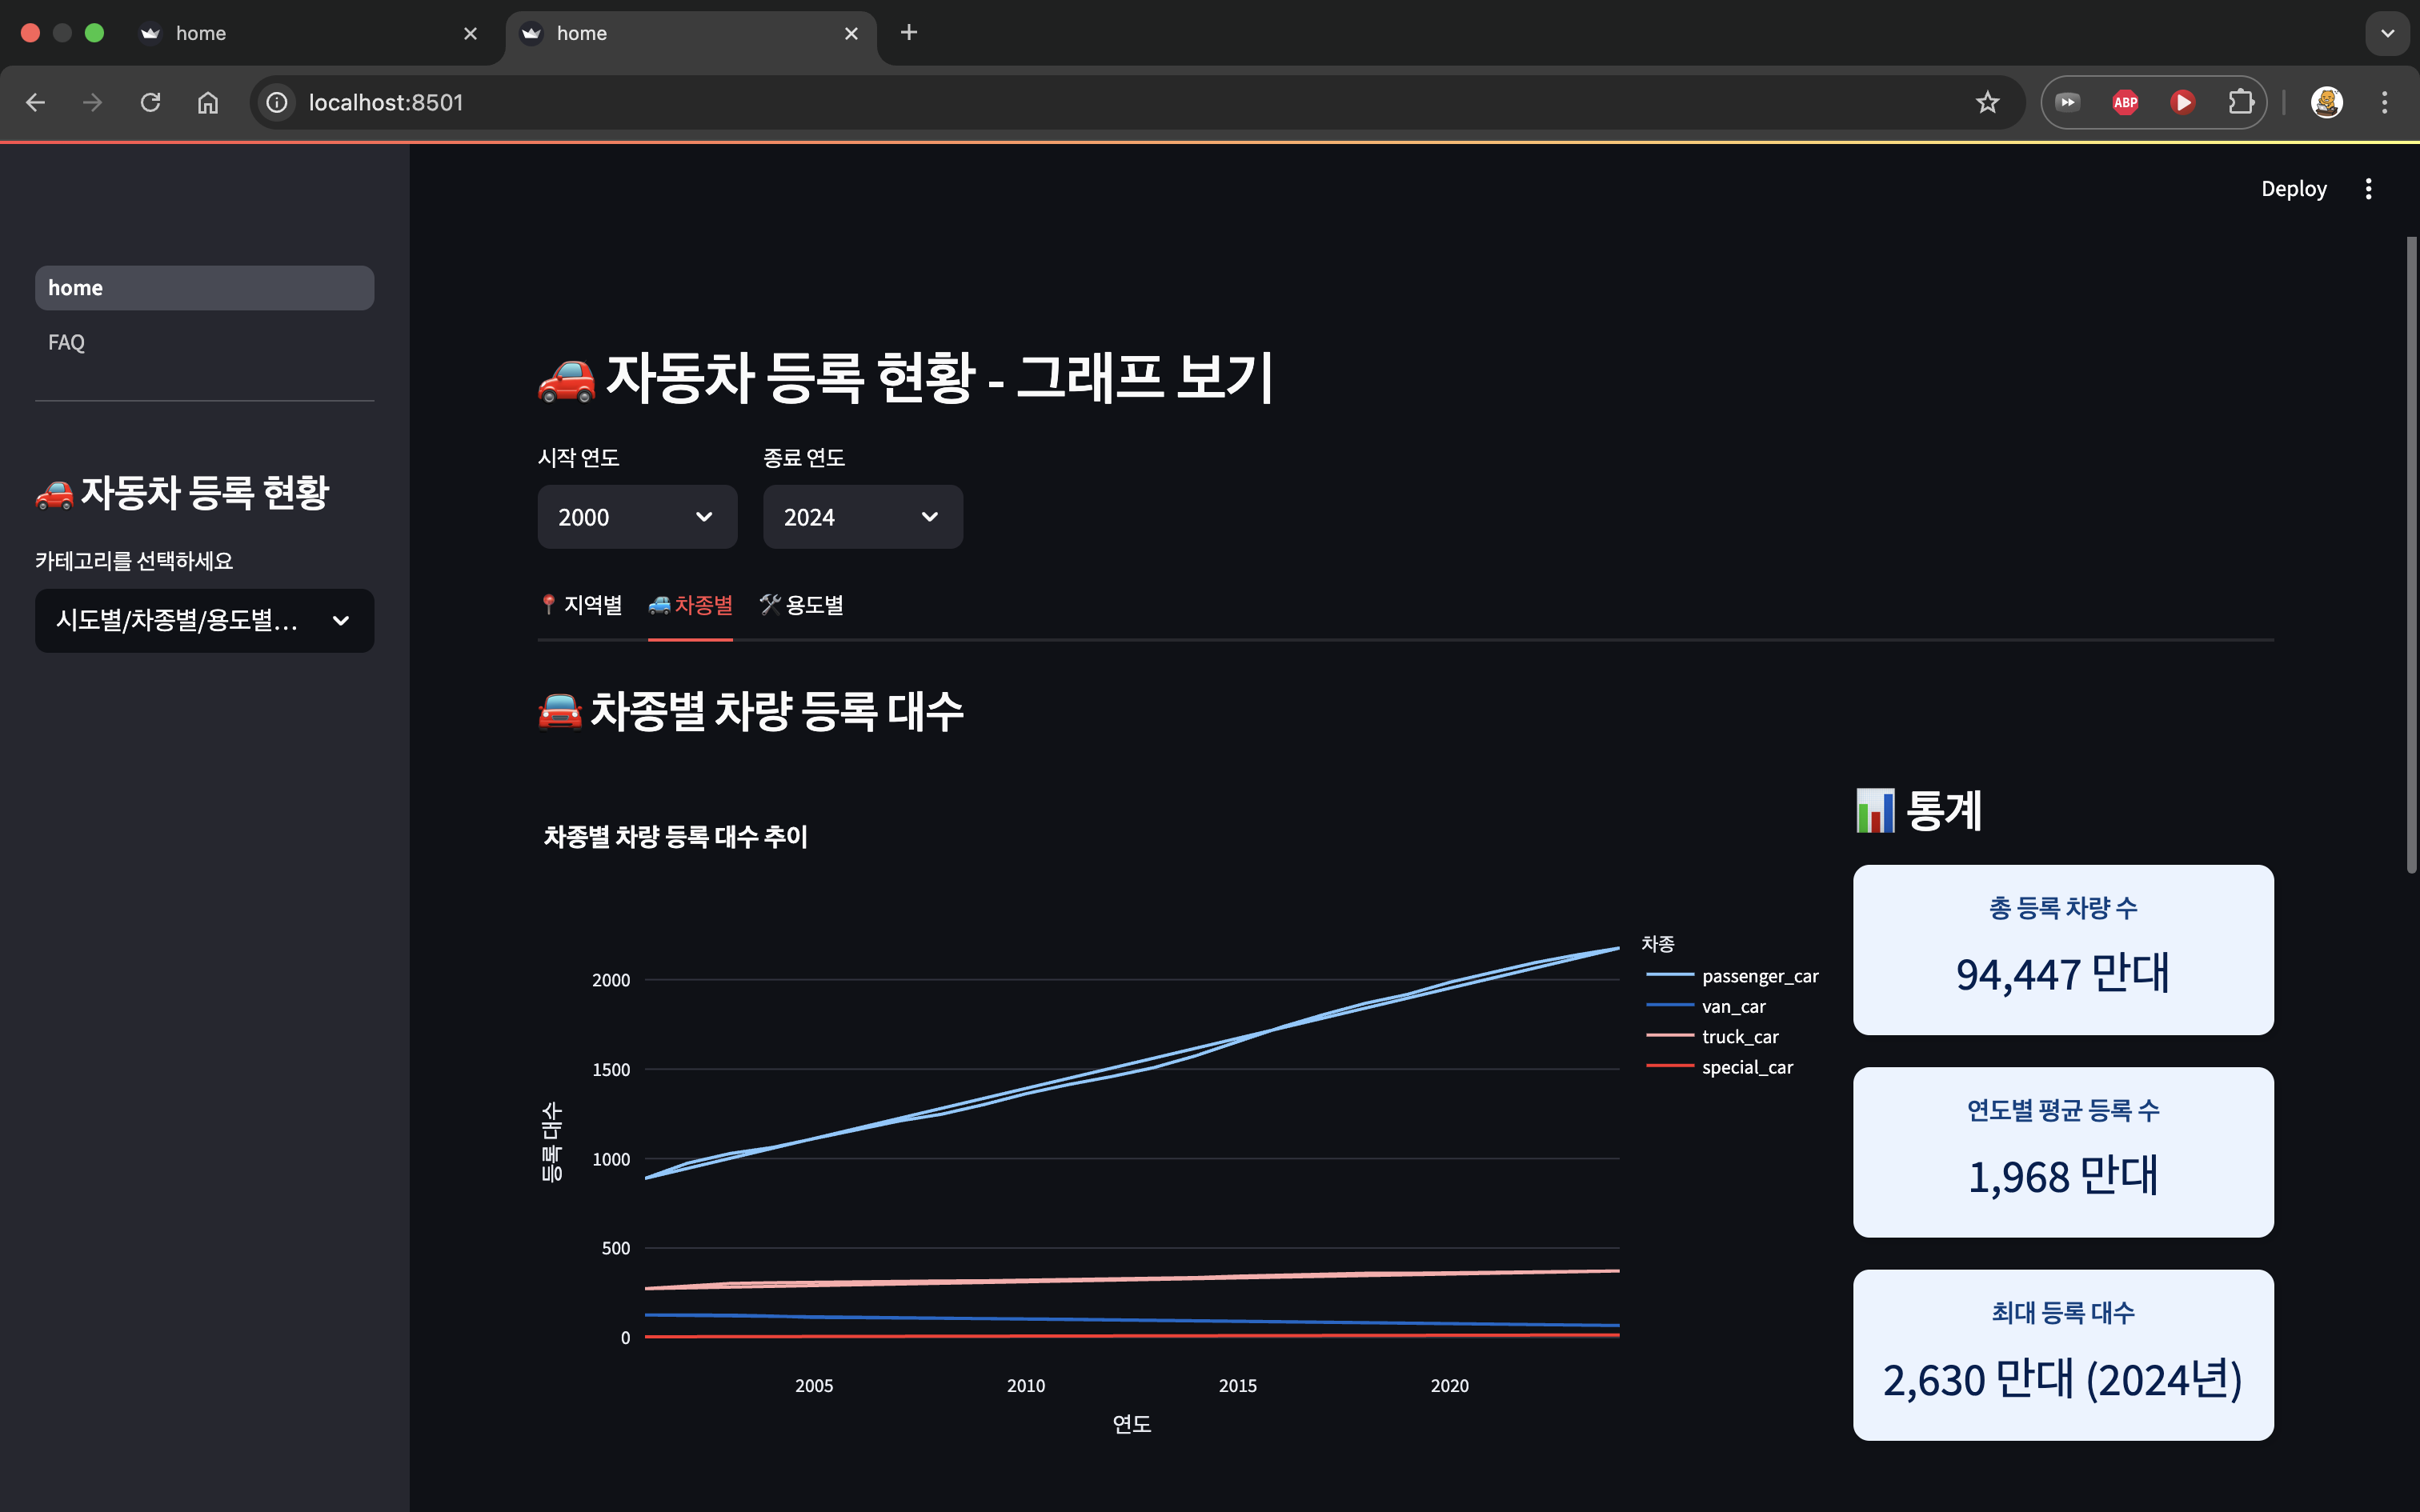 home
home
localhost:8501
ABP
Deploy
home
FAQ
자동차 등록 현황
카테고리를 선택하세요
시도별/차종별/용도별...
자동차 등록 현황 - 그래프 보기
시작 연도
종료 연도
2000
2024
지역별
차종별
용도별
차종별 차량 등록 대수
차종별 차량 등록 대수 추이
2000
1500
1000
500
0
등록 대수
2005
2010
2015
2020
연도
차종
passenger_car
van_car
truck_car
special_car
통계
총 등록 차량 수
94,447 만대
연도별 평균 등록 수
1,968 만대
최대 등록 대수
2,630 만대 (2024년)